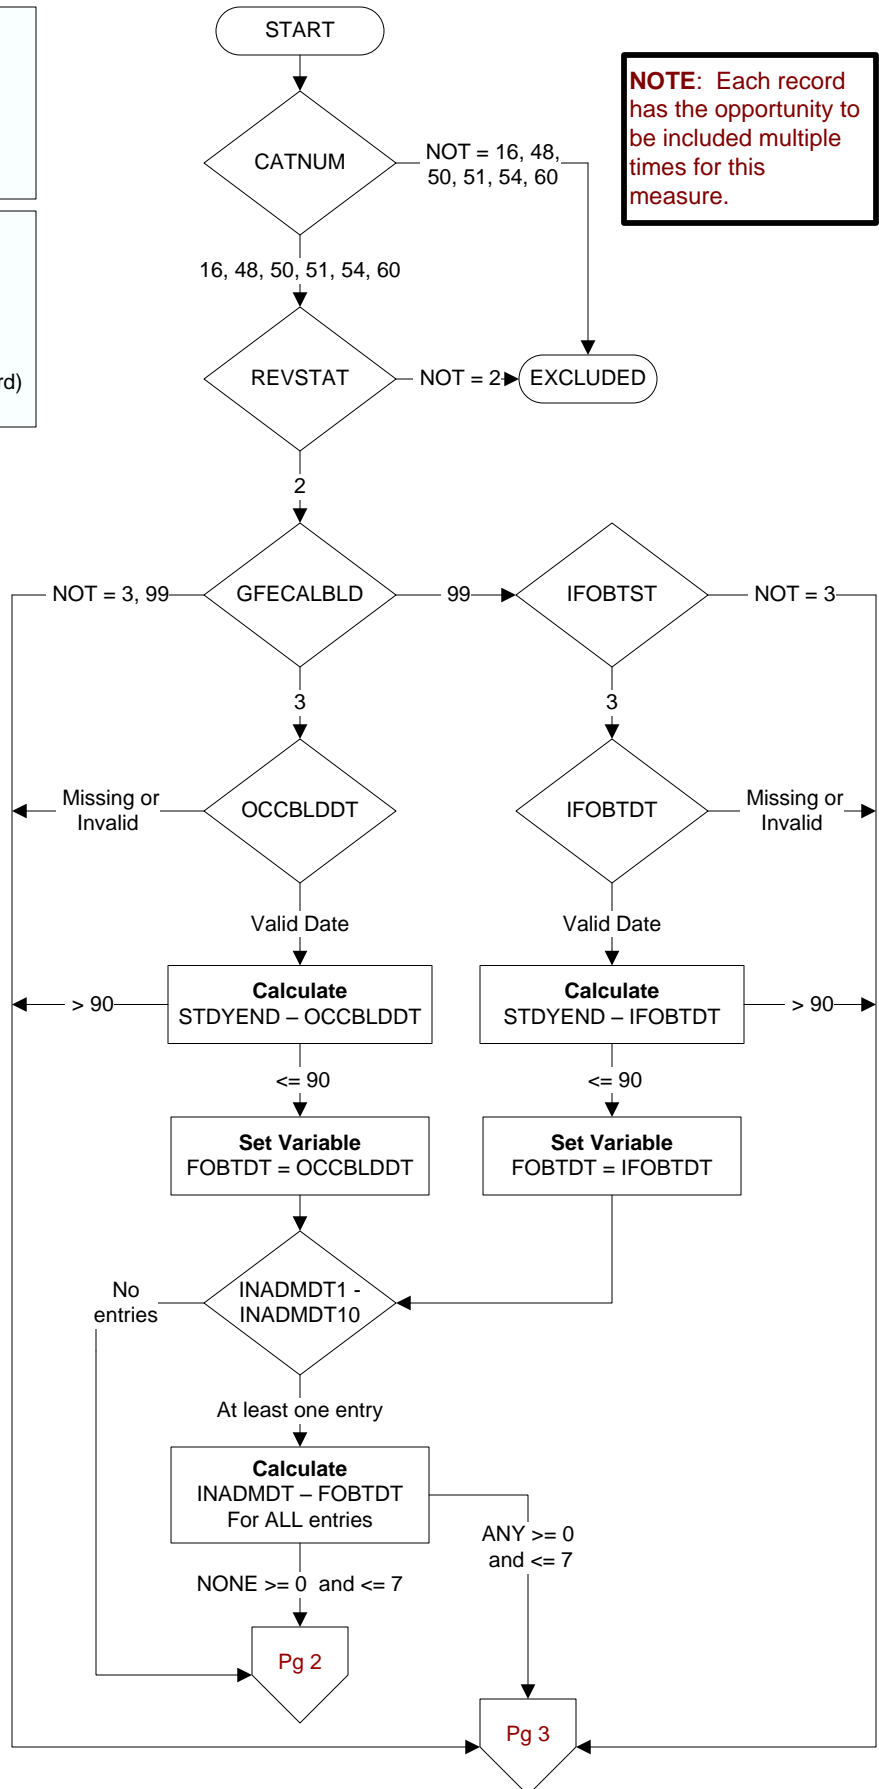 START
NOTE: Each record
has the opportunity to
be included multiple
times for this
measure.
CATNUM
NOT = 16, 48,
50, 51, 54, 60
16, 48, 50, 51, 54, 60
rd)
REVSTAT
NOT = 2
EXCLUDED
2
NOT = 3, 99
GFECALBLD
99
IFOBTST
NOT = 3
3
3
Missing or
Invalid
OCCBLDDT
IFOBTDT
Missing or
Invalid
Valid Date
Valid Date
> 90
Calculate
STDYEND – OCCBLDDT
Calculate
STDYEND – IFOBTDT
> 90
<= 90
<= 90
Set Variable
FOBTDT = OCCBLDDT
Set Variable
FOBTDT = IFOBTDT
No
entries
INADMDT1 -
INADMDT10
At least one entry
Calculate
INADMDT – FOBTDT
For ALL entries
ANY >= 0
and <= 7
NONE >= 0 and <= 7
Pg 2
Pg 3